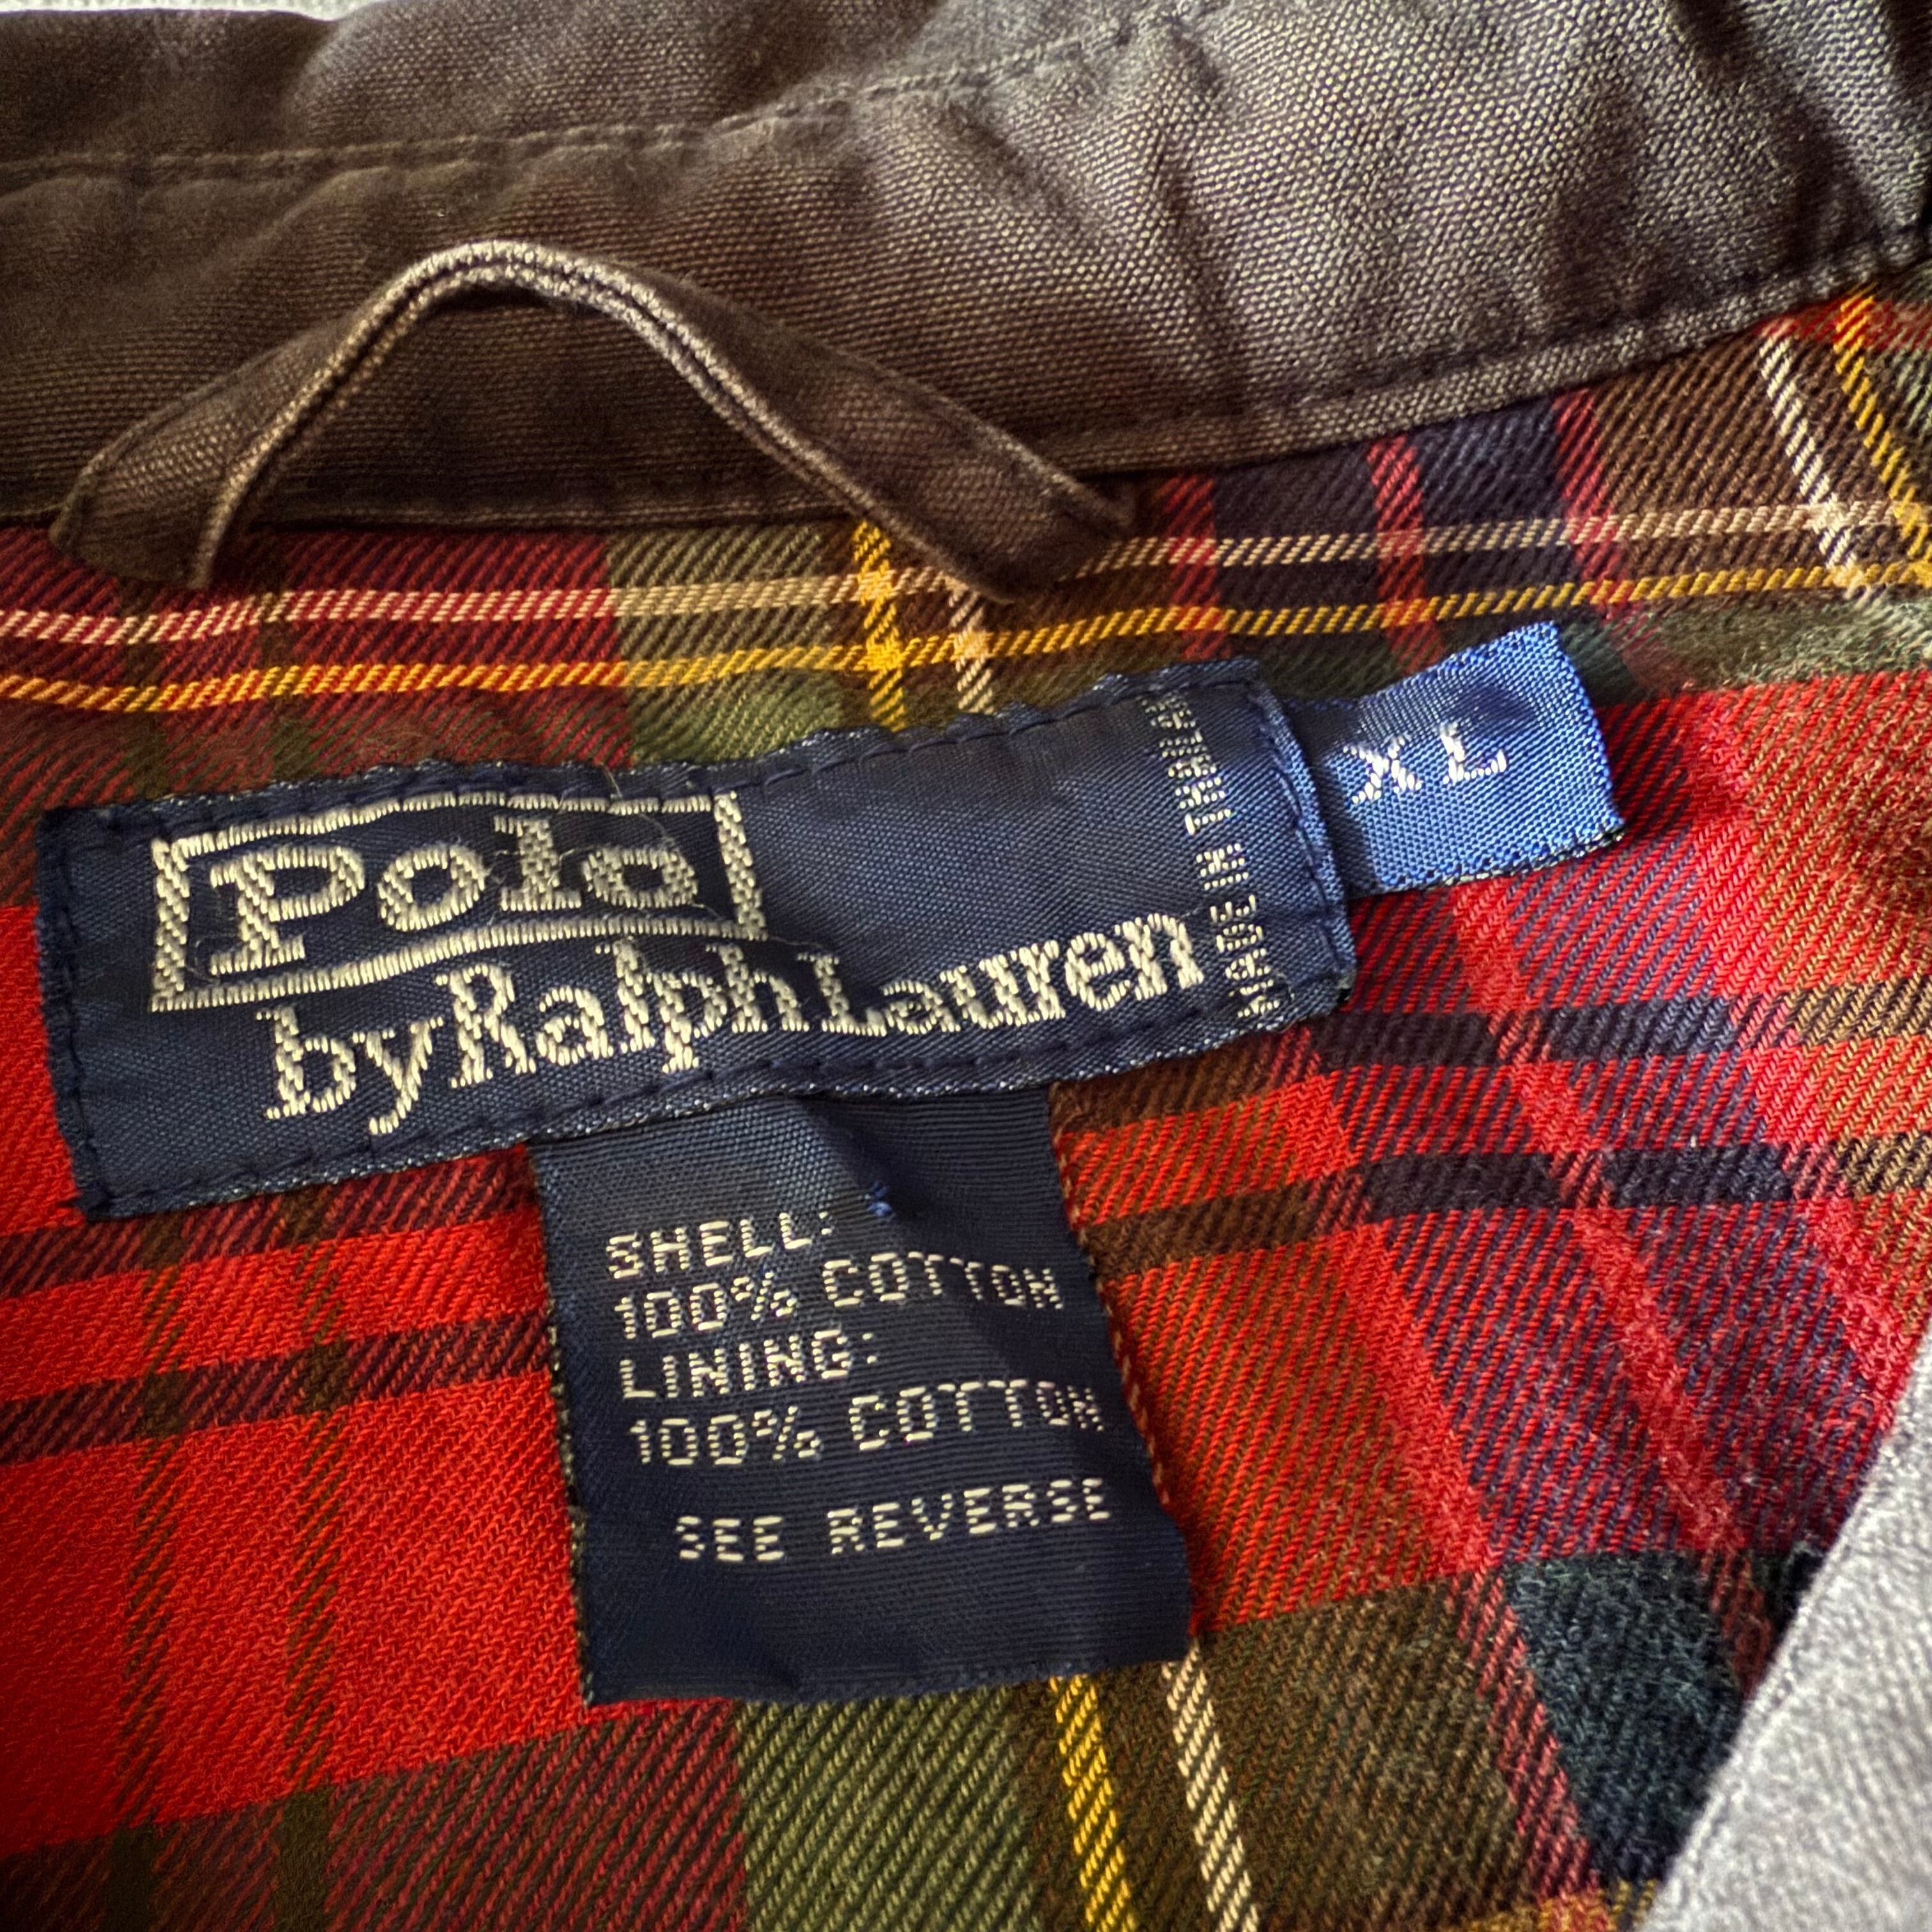 Polo
by Ralph Lauren
MADE IN THAILAND
XL
SHELL:
100% COTTON
LINING:
100% COTTON
SEE REVERSE